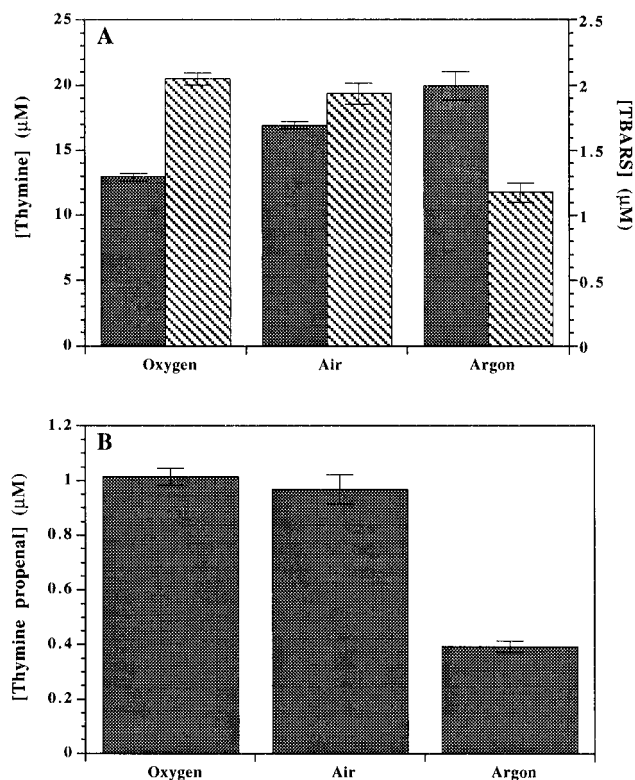 A
[Thymine] (μM)
25
20
15
10
5
0
[TBARS] (μM)
2.5
2
1.5
1
0.5
0
Oxygen Air Argon
B
[Thymine propenal] (μM)
1.2
1
0.8
0.6
0.4
0.2
0
Oxygen Air Argon